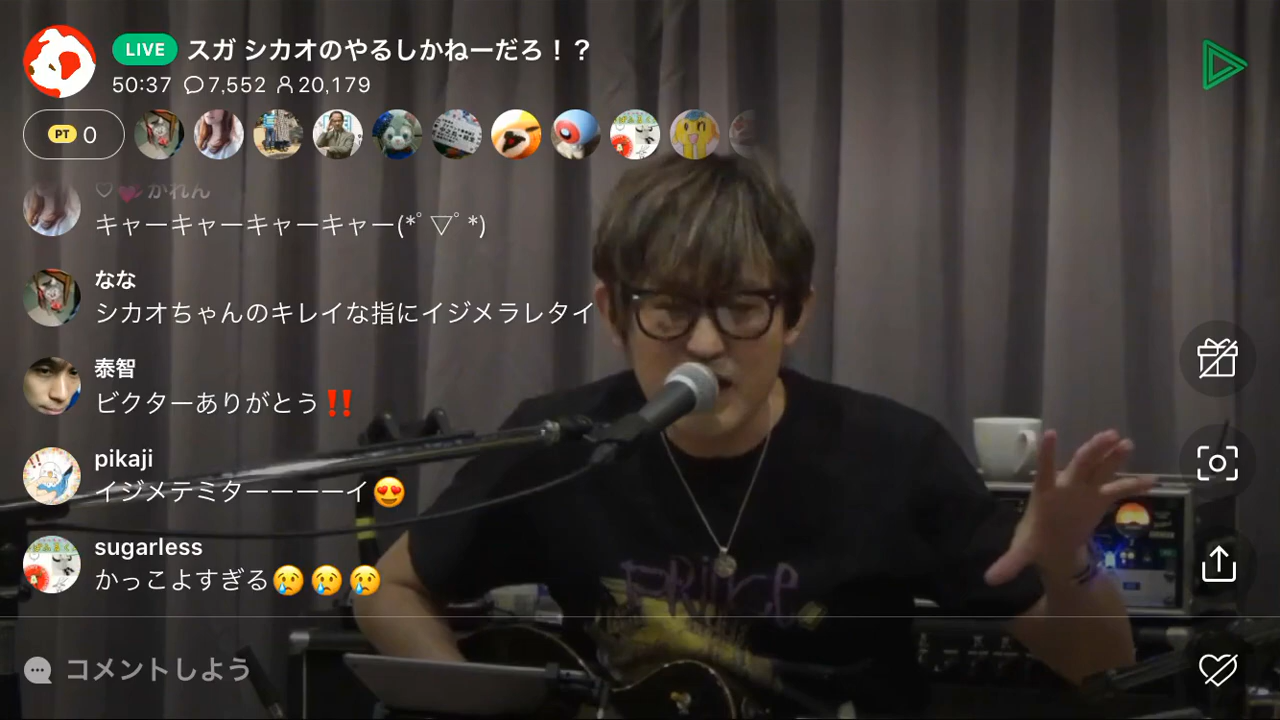 LIVE スガ シカオのやるしかねーだろ！？
50:37 7,552 20,179
PT 0
かれん
キャーキャーキャーキャー(*ﾟ▽ﾟ*)
なな
シカオちゃんのキレイな指にイジメラレタイ
泰智
ビクターありがとう‼️
pikaji
イジメテミターーーーイ😍
sugarless
かっこよすぎる😢😢😢
PRINCE
コメントしよう